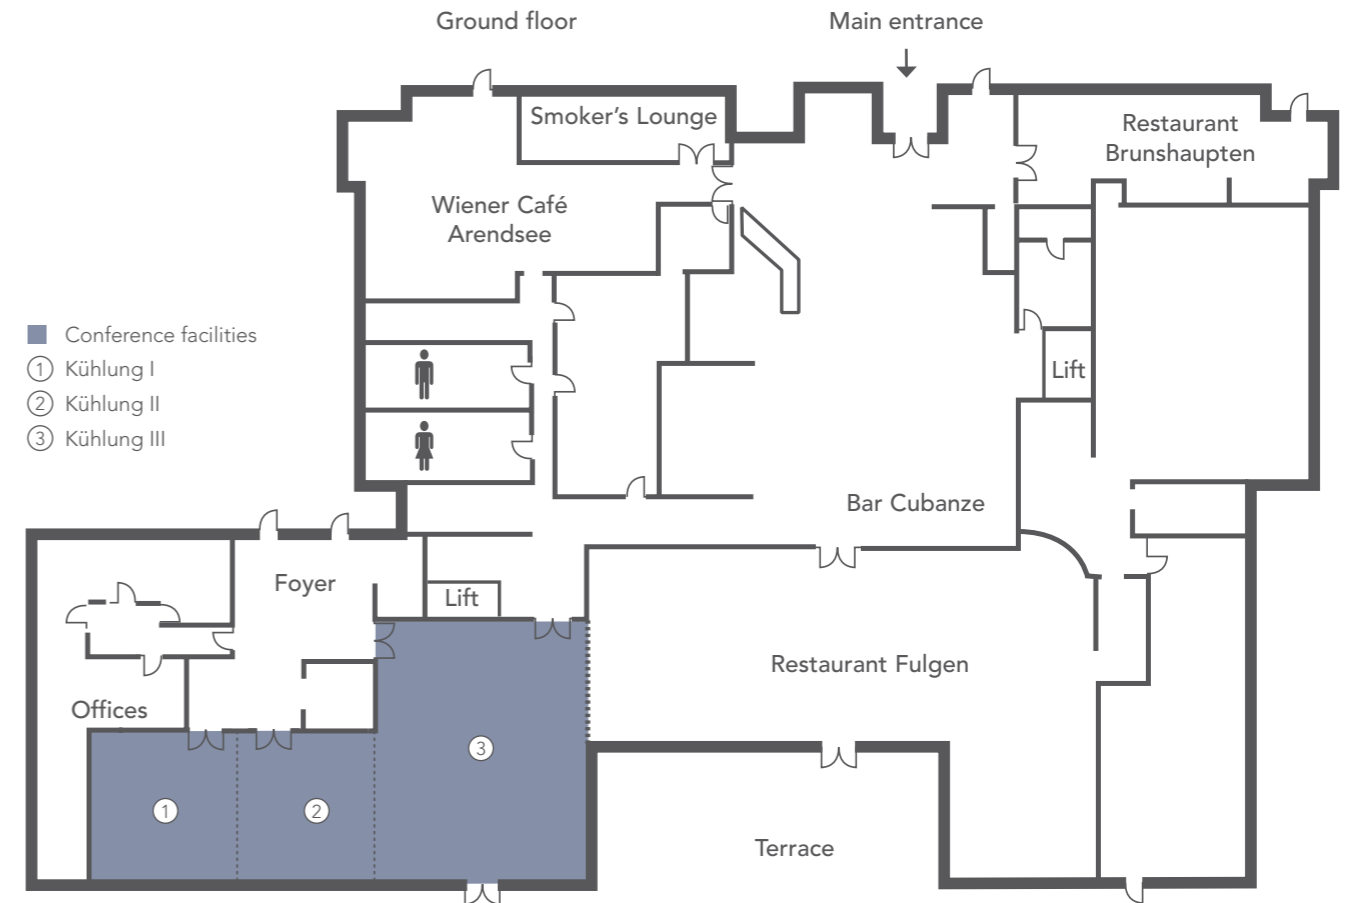 Ground floor
Main entrance
Smoker's Lounge
Restaurant
Brunshaupten
Wiener Café
Arendsee
Conference facilities
1 Kühlung I
2 Kühlung II
3 Kühlung III
Lift
Bar Cubanze
Foyer
Lift
Restaurant Fulgen
Offices
3
1
2
Terrace